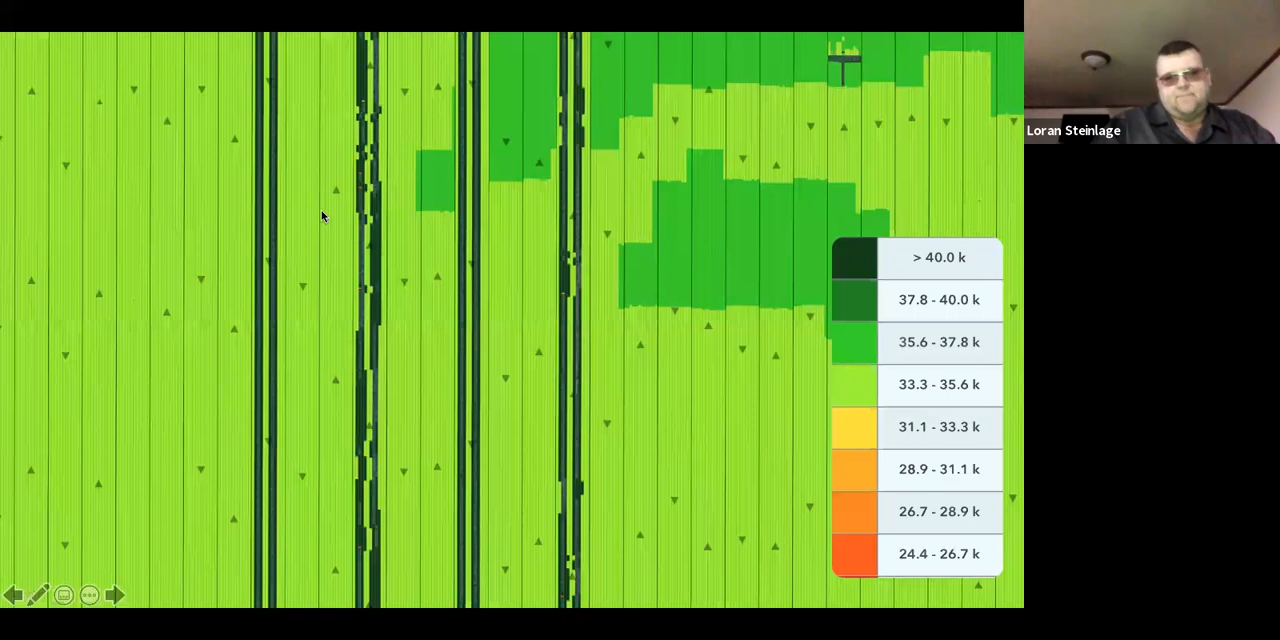 Loran Steinlage
> 40.0 k
37.8 - 40.0 k
35.6 - 37.8 k
33.3 - 35.6 k
31.1 - 33.3 k
28.9 - 31.1 k
26.7 - 28.9 k
24.4 - 26.7 k